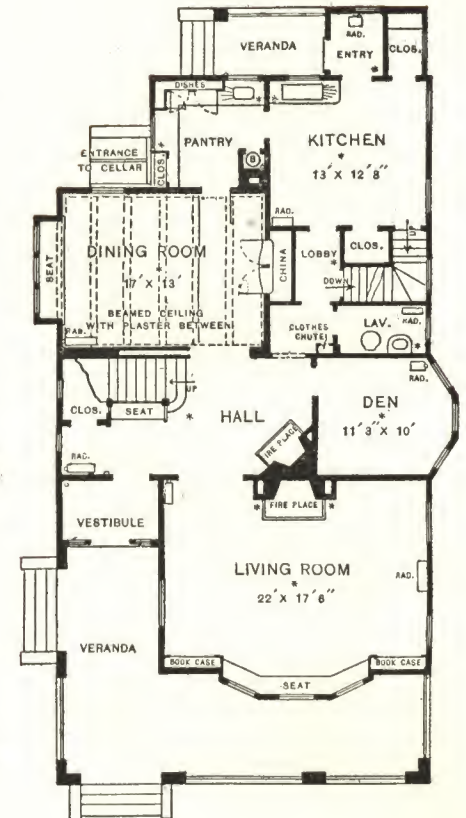 VERANDA
RAD.
ENTRY
*
CLOS.
DISHES
PANTRY
KITCHEN
*
13' X 12'8"
ENTRANCE
TO CELLAR
CLOS.
B
RAD.
UP
DINING ROOM
*
17' X 13'
BEAMED CEILING
WITH PLASTER BETWEEN
RAD.
SEAT
CHINA
LOBBY
*
CLOS.
DOWN
CLOTHES
CHUTE
LAV.
*
RAD.
RAD.
DEN
*
11'3" X 10'
UP
CLOS.
SEAT
*
HALL
FIRE PLACE
RAD.
VESTIBULE
* FIRE PLACE *
LIVING ROOM
*
22' X 17'6"
RAD.
VERANDA
BOOK CASE
SEAT
BOOK CASE